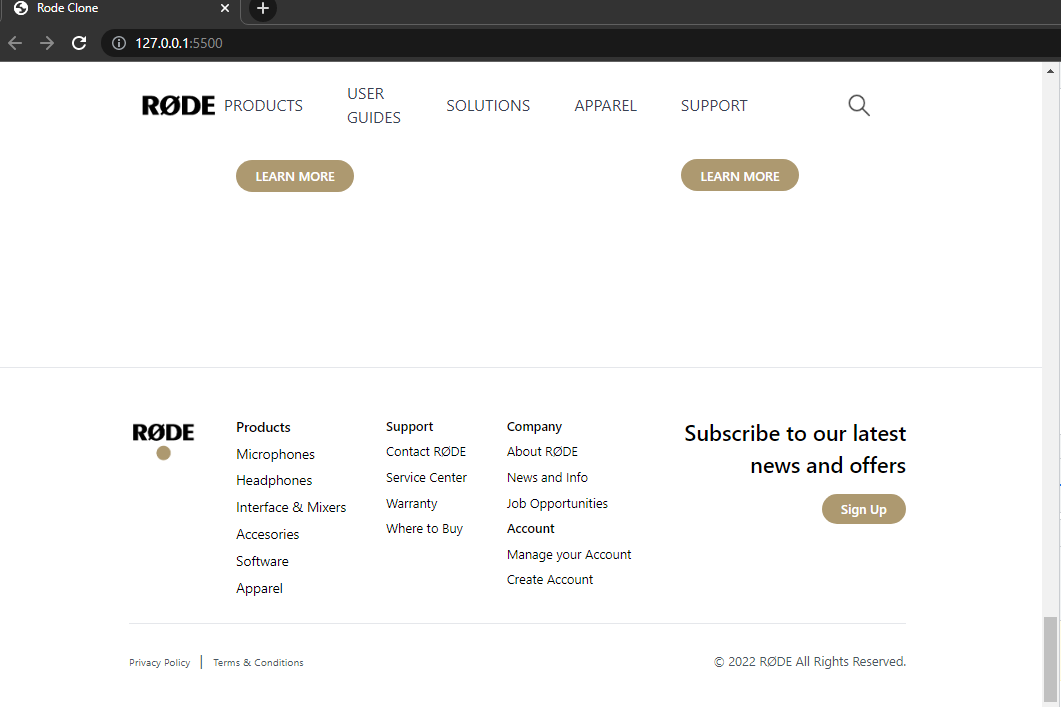 Rode Clone
127.0.0.1:5500
RØDE PRODUCTS USER GUIDES SOLUTIONS APPAREL SUPPORT
LEARN MORE LEARN MORE
RØDE
Products
Microphones
Headphones
Interface & Mixers
Accesories
Software
Apparel
Support
Contact RØDE
Service Center
Warranty
Where to Buy
Company
About RØDE
News and Info
Job Opportunities
Account
Manage your Account
Create Account
Subscribe to our latest
news and offers
Sign Up
Privacy Policy | Terms & Conditions
© 2022 RØDE All Rights Reserved.